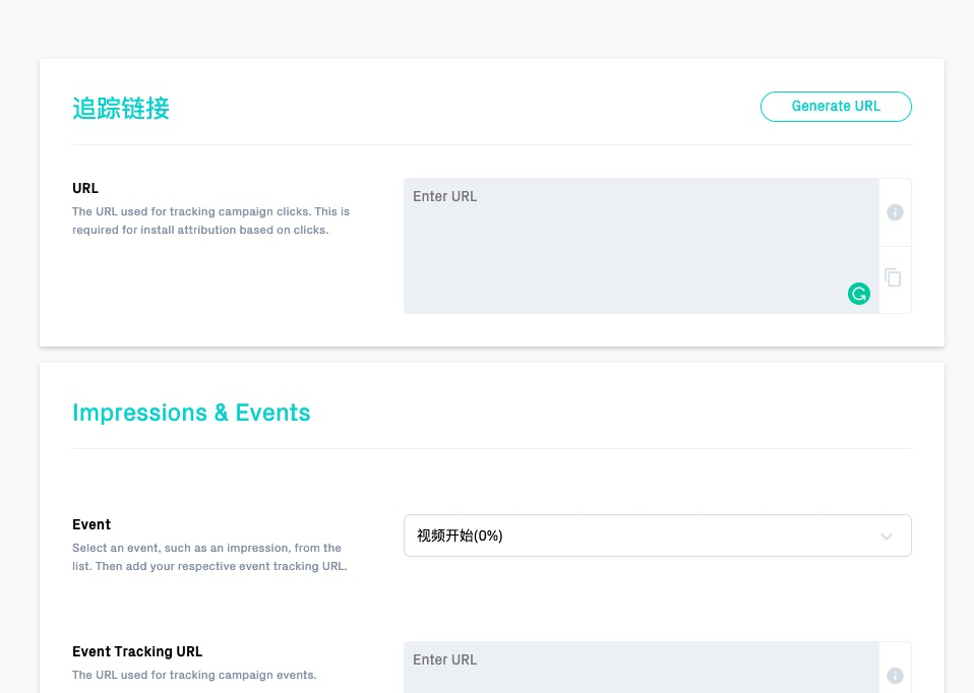 追踪链接
Generate URL
URL
The URL used for tracking campaign clicks. This is
required for install attribution based on clicks.
Enter URL
Impressions & Events
Event
Select an event, such as an impression, from the
list. Then add your respective event tracking URL.
视频开始(0%)
Event Tracking URL
The URL used for tracking campaign events.
Enter URL